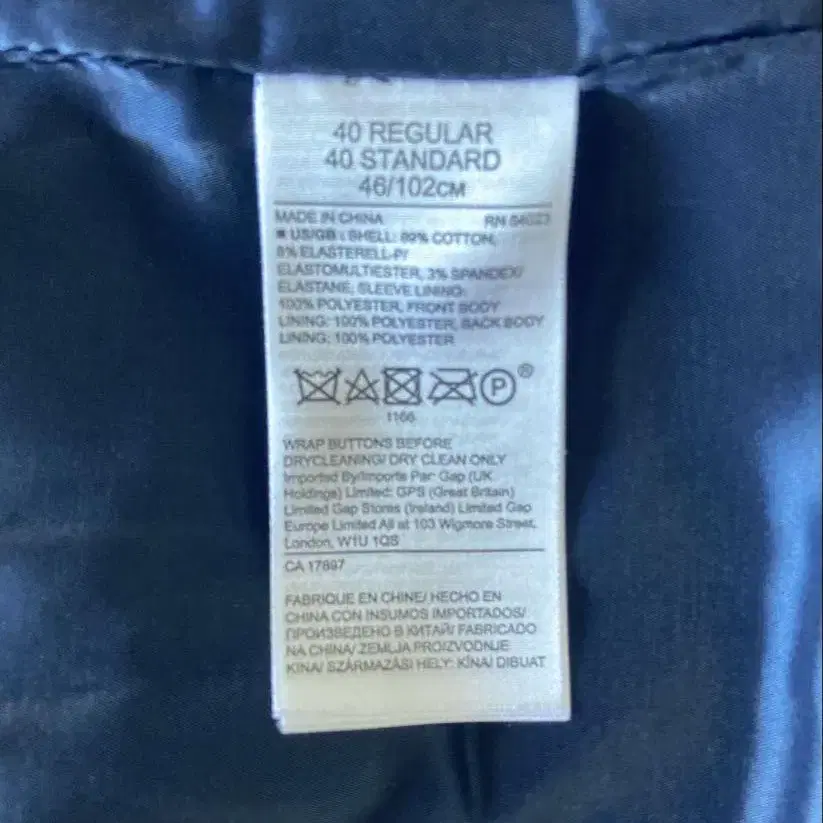 40 REGULAR
40 STANDARD
46/102CM
MADE IN CHINA RN 54023
■ US/GB : SHELL: 89% COTTON,
8% ELASTERELL-P/
ELASTOMULTIESTER, 3% SPANDEX/
ELASTANE, SLEEVE LINING:
100% POLYESTER, FRONT BODY
LINING: 100% POLYESTER, BACK BODY
LINING: 100% POLYESTER
P ®
1166
WRAP BUTTONS BEFORE
DRYCLEANING/ DRY CLEAN ONLY
Imported By/Imports Par: Gap (UK
Holdings) Limited; GPS (Great Britain)
Limited Gap Stores (Ireland) Limited Gap
Europe Limited All at 103 Wigmore Street,
London, W1U 1QS
CA 17897
FABRIQUE EN CHINE/ HECHO EN
CHINA CON INSUMOS IMPORTADOS/
ПРОИЗВЕДЕНО В КИТАЙ/ FABRICADO
NA CHINA/ ZEMLJA PROIZVODNJE
KINA/ SZÁRMAZÁSI HELY: KÍNA/ DIBUAT